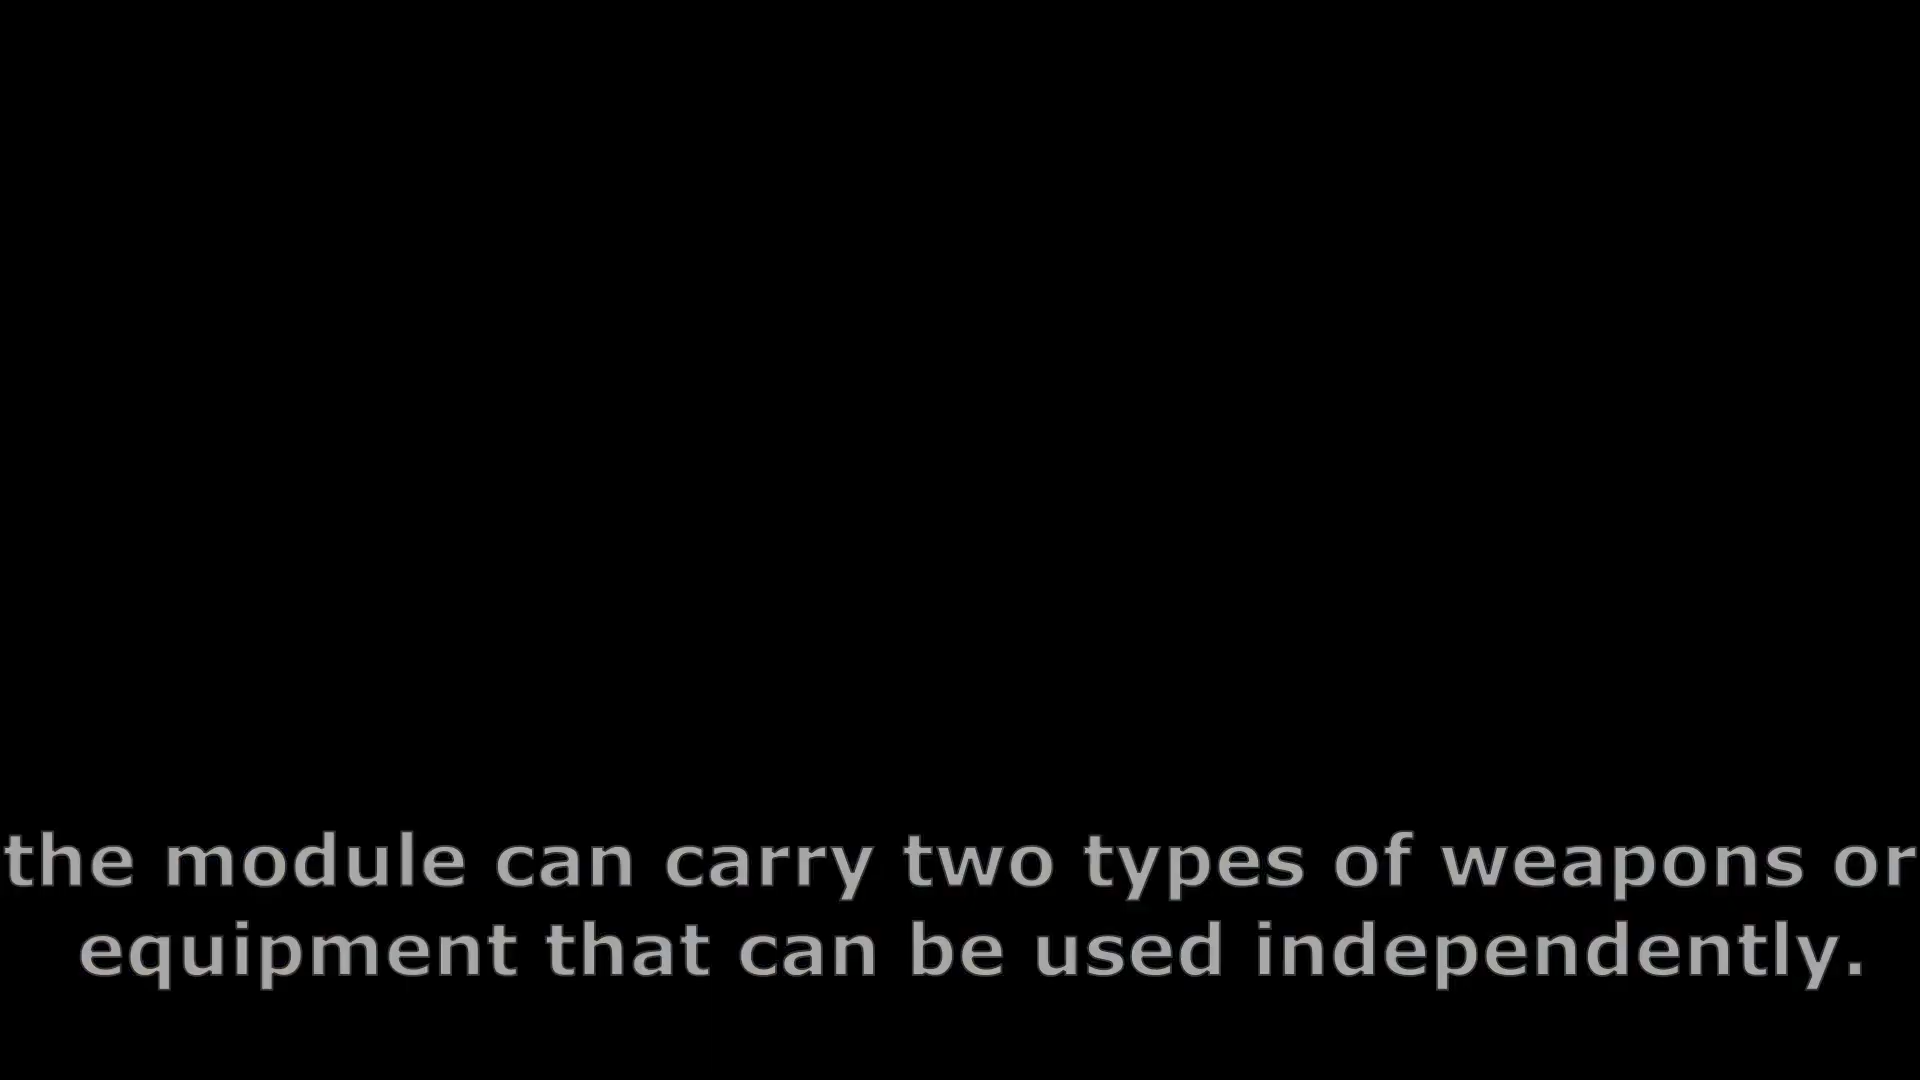 the module can carry two types of weapons or
equipment that can be used independently.